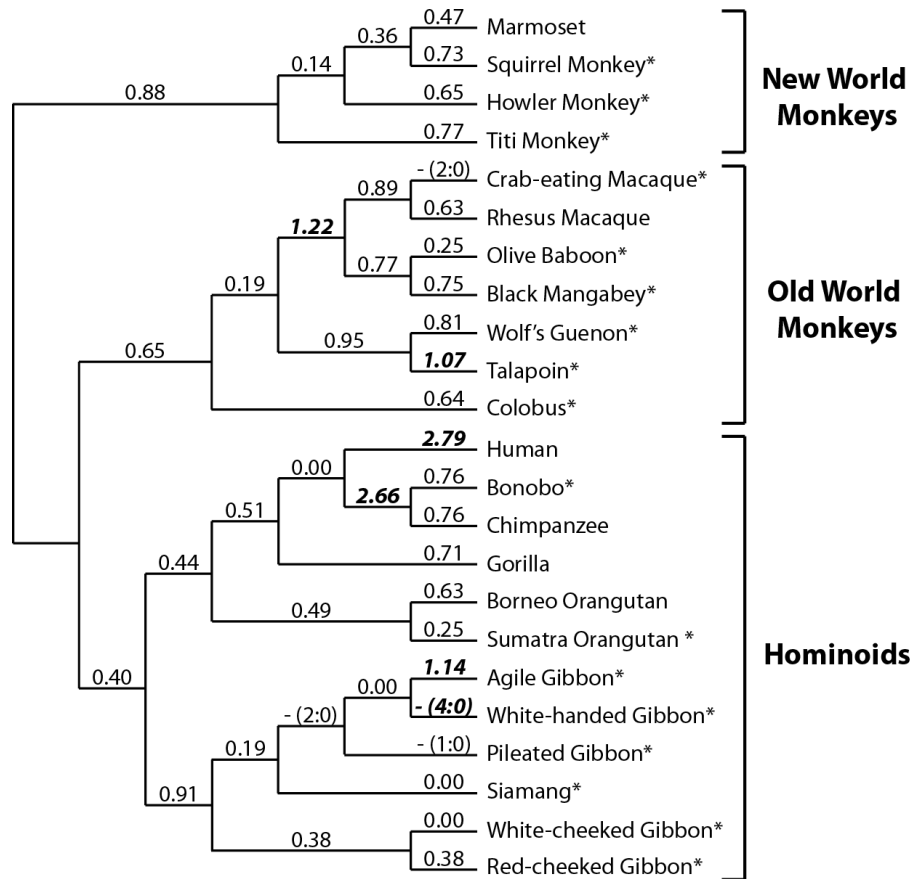 0.47
Marmoset
0.36
0.73
Squirrel Monkey*
0.14
0.65
Howler Monkey*
0.88
0.77
Titi Monkey*
New World
Monkeys
- (2:0)
Crab-eating Macaque*
0.89
0.63
Rhesus Macaque
1.22
0.25
Olive Baboon*
0.77
0.75
Black Mangabey*
0.19
0.81
Wolf's Guenon*
0.95
1.07
Talapoin*
0.65
0.64
Colobus*
Old World
Monkeys
2.79
Human
0.00
0.76
Bonobo*
2.66
0.76
Chimpanzee
0.51
0.71
Gorilla
0.44
0.63
Borneo Orangutan
0.49
0.25
Sumatra Orangutan *
0.40
1.14
Agile Gibbon*
0.00
- (4:0)
White-handed Gibbon*
- (2:0)
- (1:0)
Pileated Gibbon*
0.19
0.00
Siamang*
0.91
0.00
White-cheeked Gibbon*
0.38
0.38
Red-cheeked Gibbon*
Hominoids